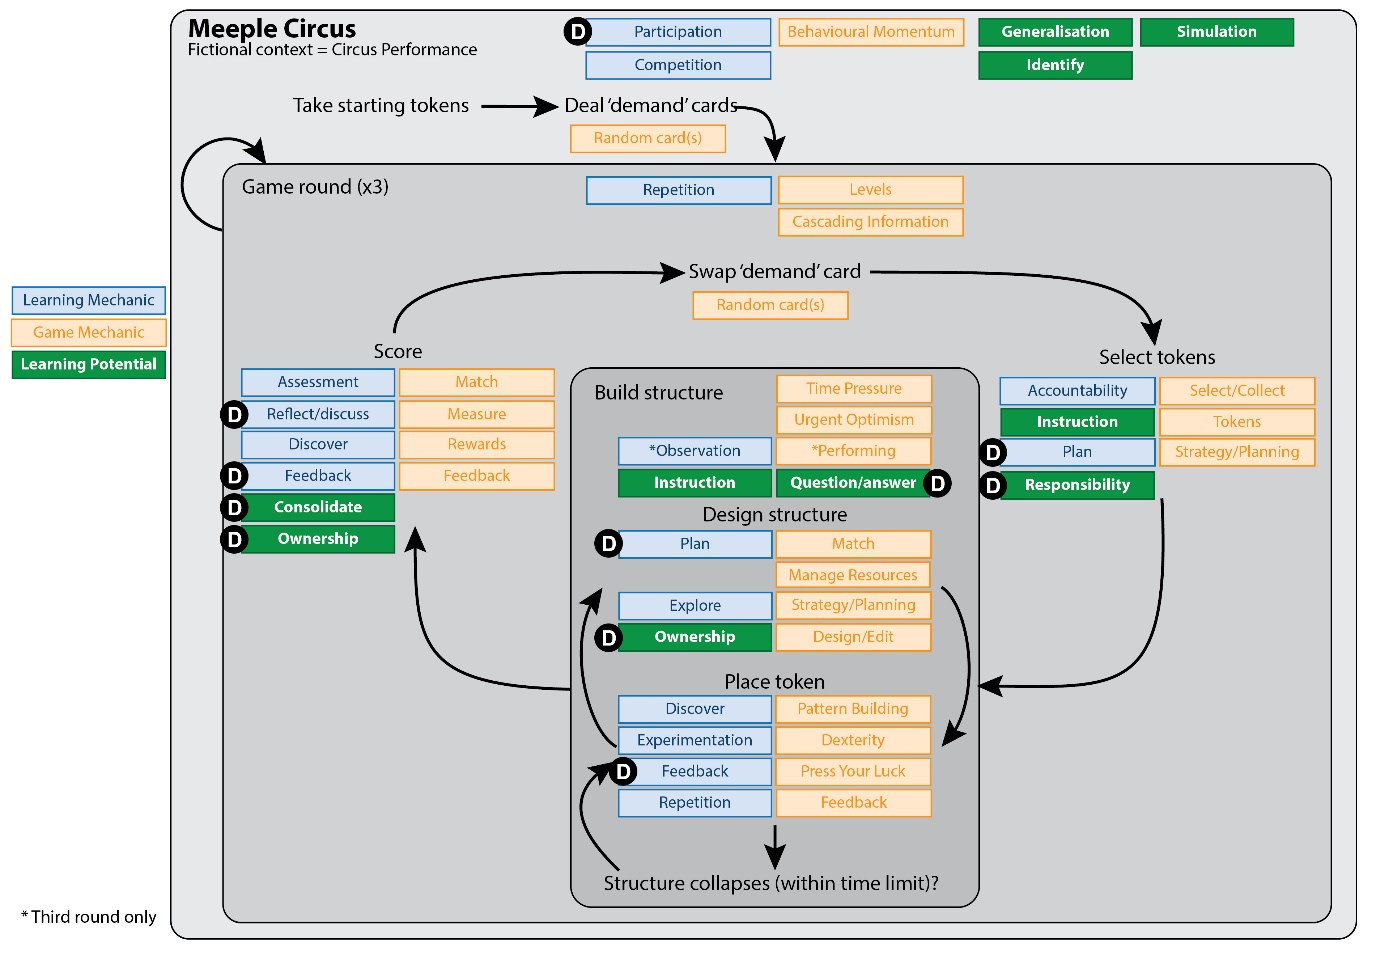 Meeple Circus
Fictional context = Circus Performance
D Participation Behavioural Momentum Generalisation Simulation
Competition Identify
Take starting tokens Deal 'demand' cards
Random card(s)
Game round (x3) Repetition Levels
Cascading Information
Swap 'demand' card
Random card(s)
Learning Mechanic
Game Mechanic
Learning Potential
Score
Assessment Match
D Reflect/discuss Measure
Discover Rewards
D Feedback Feedback
D Consolidate
D Ownership
Select tokens
Accountability Select/Collect
Instruction Tokens
D Plan Strategy/Planning
D Responsibility
Build structure Time Pressure
Urgent Optimism
*Observation *Performing
Instruction Question/answer D
Design structure
D Plan Match
Manage Resources
Explore Strategy/Planning
D Ownership Design/Edit
Place token
Discover Pattern Building
Experimentation Dexterity
D Feedback Press Your Luck
Repetition Feedback
Structure collapses (within time limit)?
* Third round only